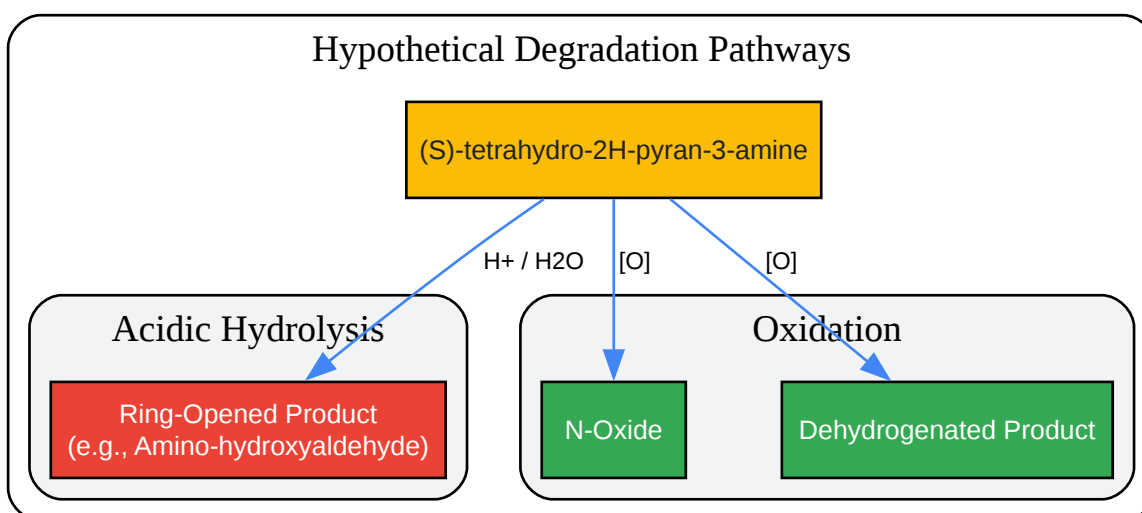 Hypothetical Degradation Pathways
(S)-tetrahydro-2H-pyran-3-amine
H+ / H2O
[O]
[O]
Acidic Hydrolysis
Oxidation
Ring-Opened Product
(e.g., Amino-hydroxyaldehyde)
N-Oxide
Dehydrogenated Product